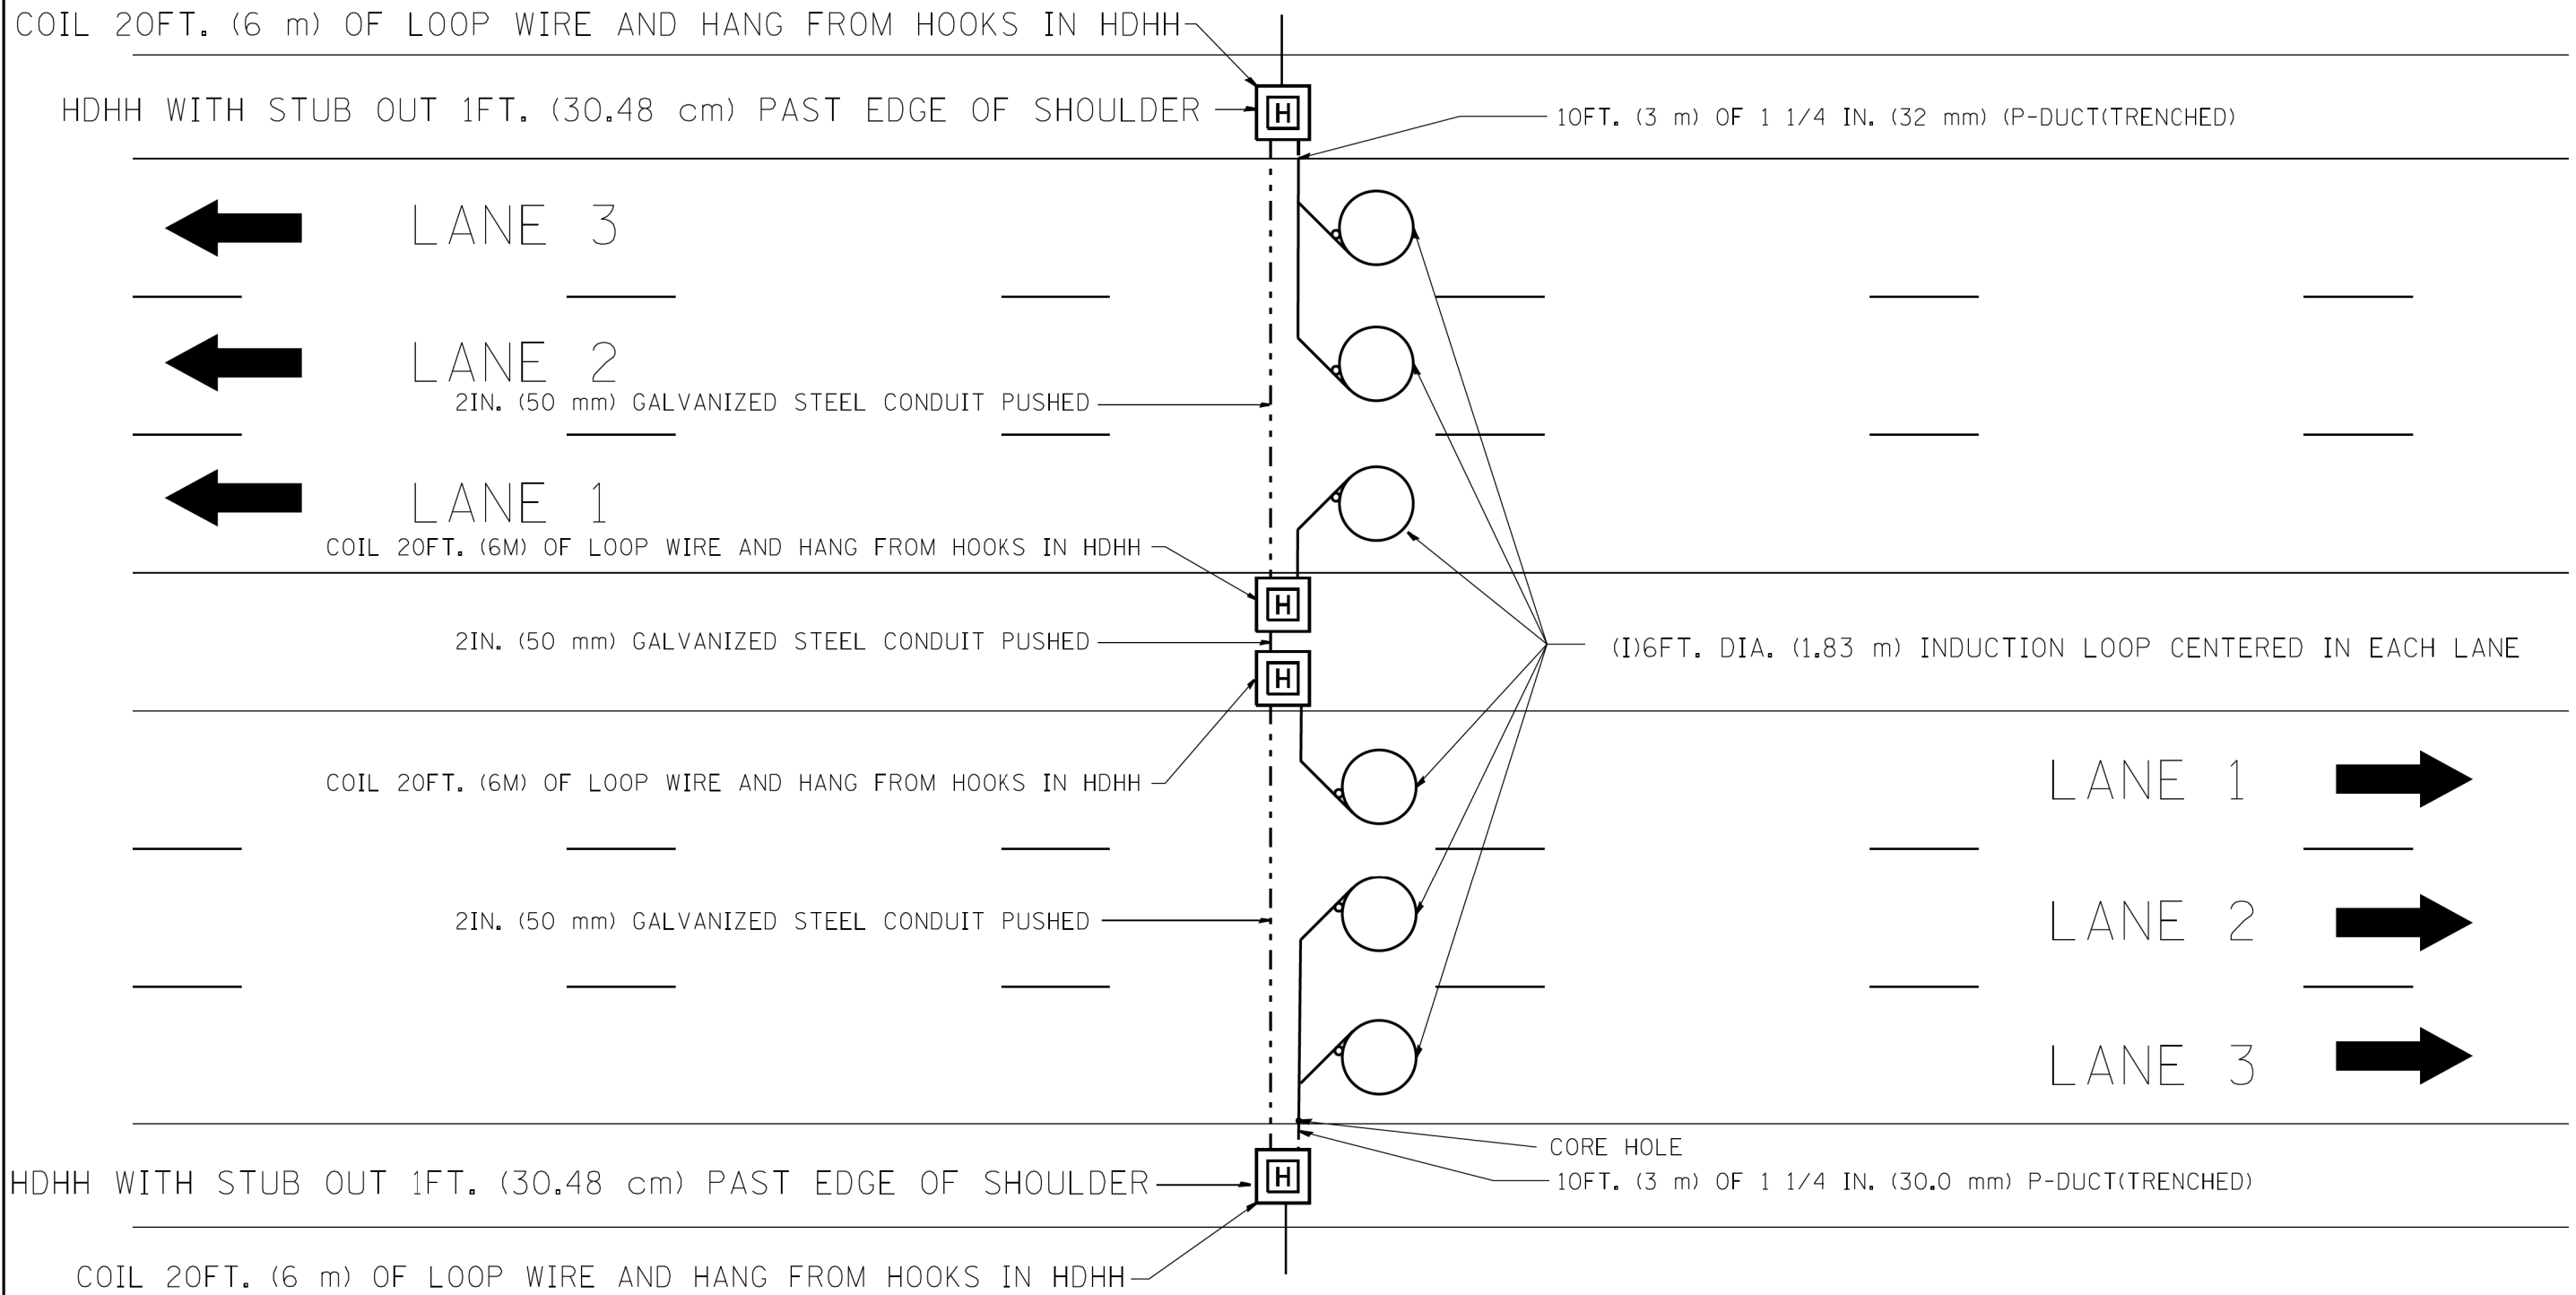 COIL 20FT. (6 m) OF LOOP WIRE AND HANG FROM HOOKS IN HDHH
HDHH WITH STUB OUT 1FT. (30.48 cm) PAST EDGE OF SHOULDER
H
10FT. (3 m) OF 1 1/4 IN. (32 mm) (P-DUCT(TRENCHED)
LANE 3
LANE 2
2IN. (50 mm) GALVANIZED STEEL CONDUIT PUSHED
LANE 1
COIL 20FT. (6M) OF LOOP WIRE AND HANG FROM HOOKS IN HDHH
H
2IN. (50 mm) GALVANIZED STEEL CONDUIT PUSHED
(I)6FT. DIA. (1.83 m) INDUCTION LOOP CENTERED IN EACH LANE
H
COIL 20FT. (6M) OF LOOP WIRE AND HANG FROM HOOKS IN HDHH
LANE 1
2IN. (50 mm) GALVANIZED STEEL CONDUIT PUSHED
LANE 2
LANE 3
CORE HOLE
HDHH WITH STUB OUT 1FT. (30.48 cm) PAST EDGE OF SHOULDER
H
10FT. (3 m) OF 1 1/4 IN. (30.0 mm) P-DUCT(TRENCHED)
COIL 20FT. (6 m) OF LOOP WIRE AND HANG FROM HOOKS IN HDHH